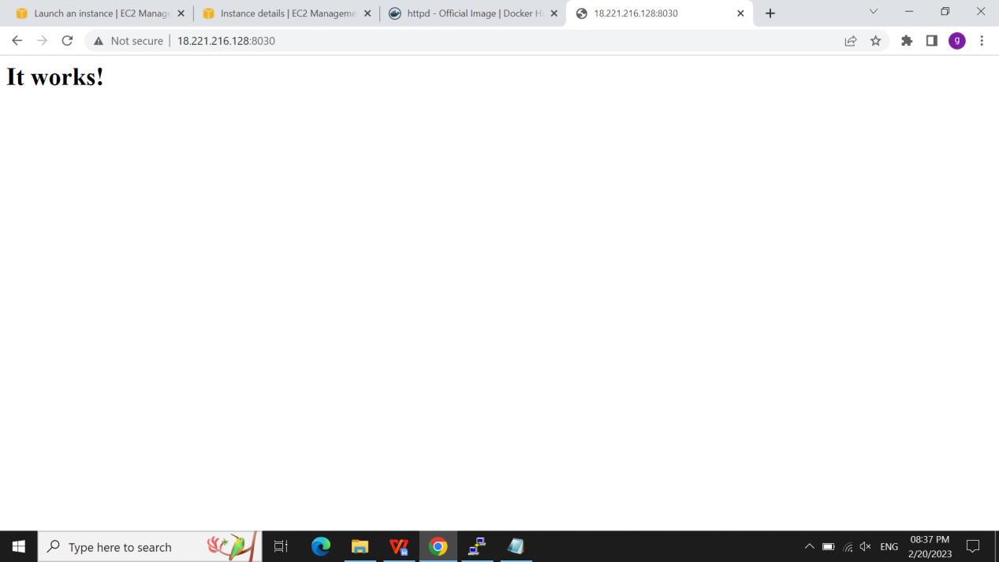 Launch an instance | EC2 Manage
Instance details | EC2 Manageme
httpd - Official Image | Docker Hu
18.221.216.128:8030
Not secure
18.221.216.128:8030
g
It works!
Type here to search
ENG
08:37 PM
2/20/2023